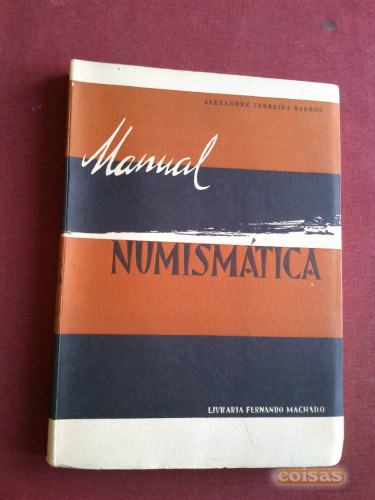 ALEXANDRE FERREIRA BARROS
Manual
NUMISMÁTICA
LIVRARIA FERNANDO MACHADO
coisas